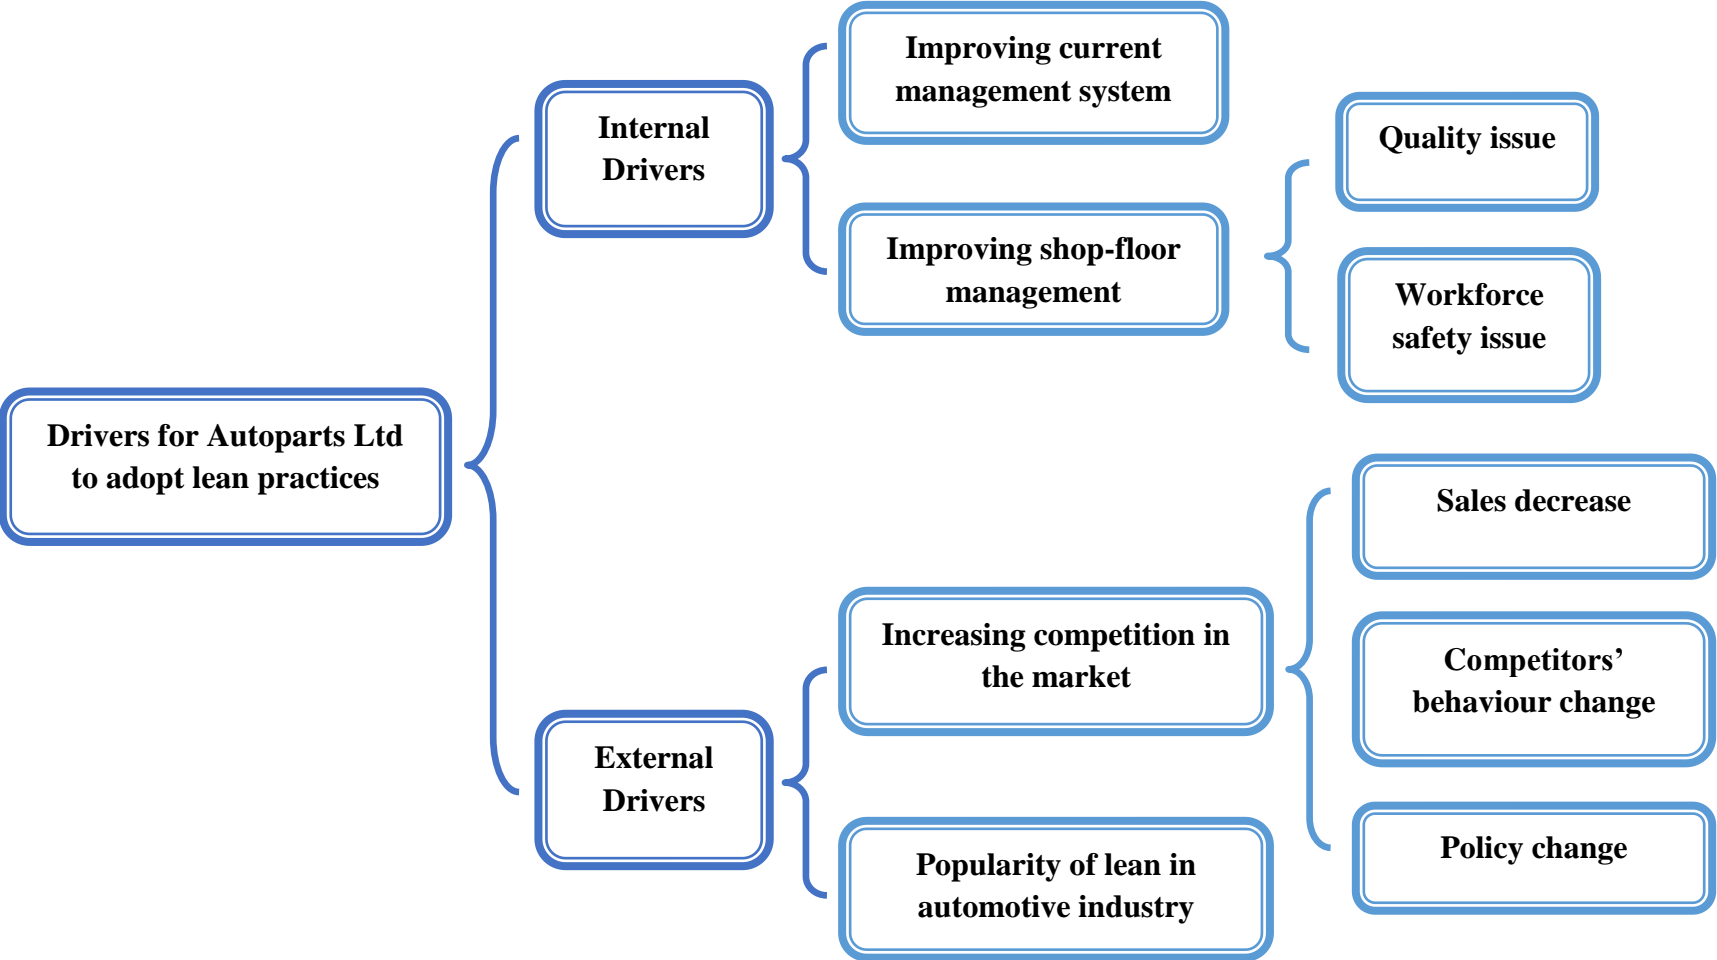 Drivers for Autoparts Ltd
to adopt lean practices
Internal
Drivers
Improving current
management system
Improving shop-floor
management
Quality issue
Workforce
safety issue
External
Drivers
Increasing competition in
the market
Sales decrease
Competitors’
behaviour change
Policy change
Popularity of lean in
automotive industry